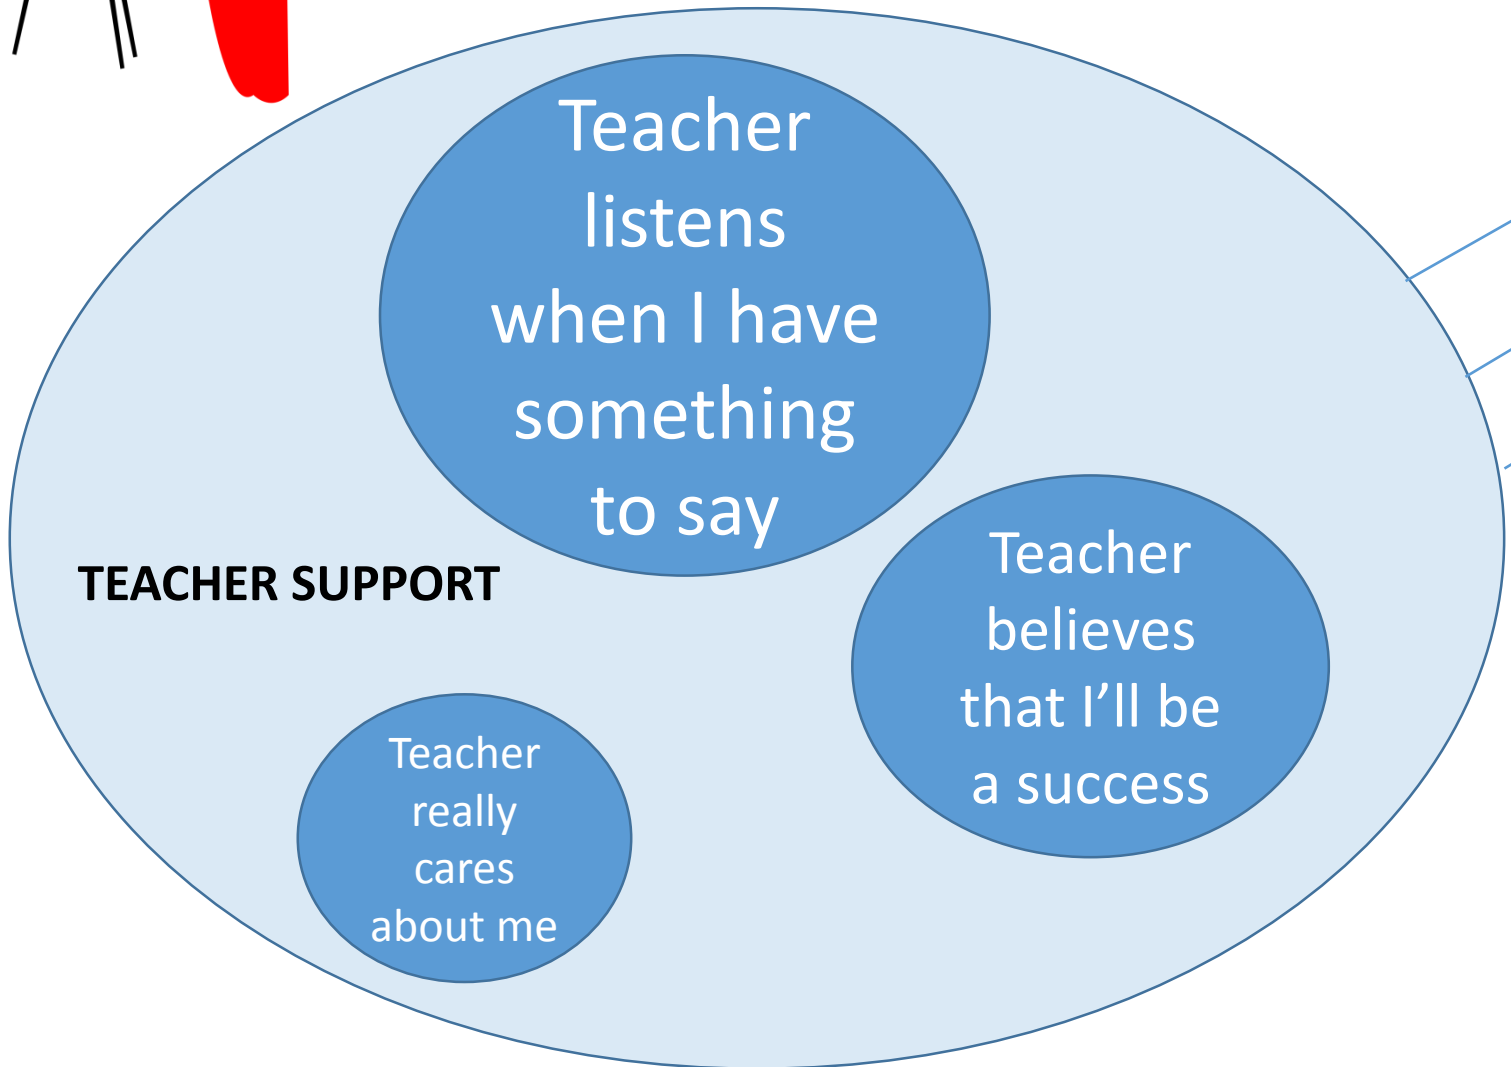 Teacher
listens
when I have
something
to say
TEACHER SUPPORT
Teacher
believes
that I’ll be
a success
Teacher
really
cares
about me